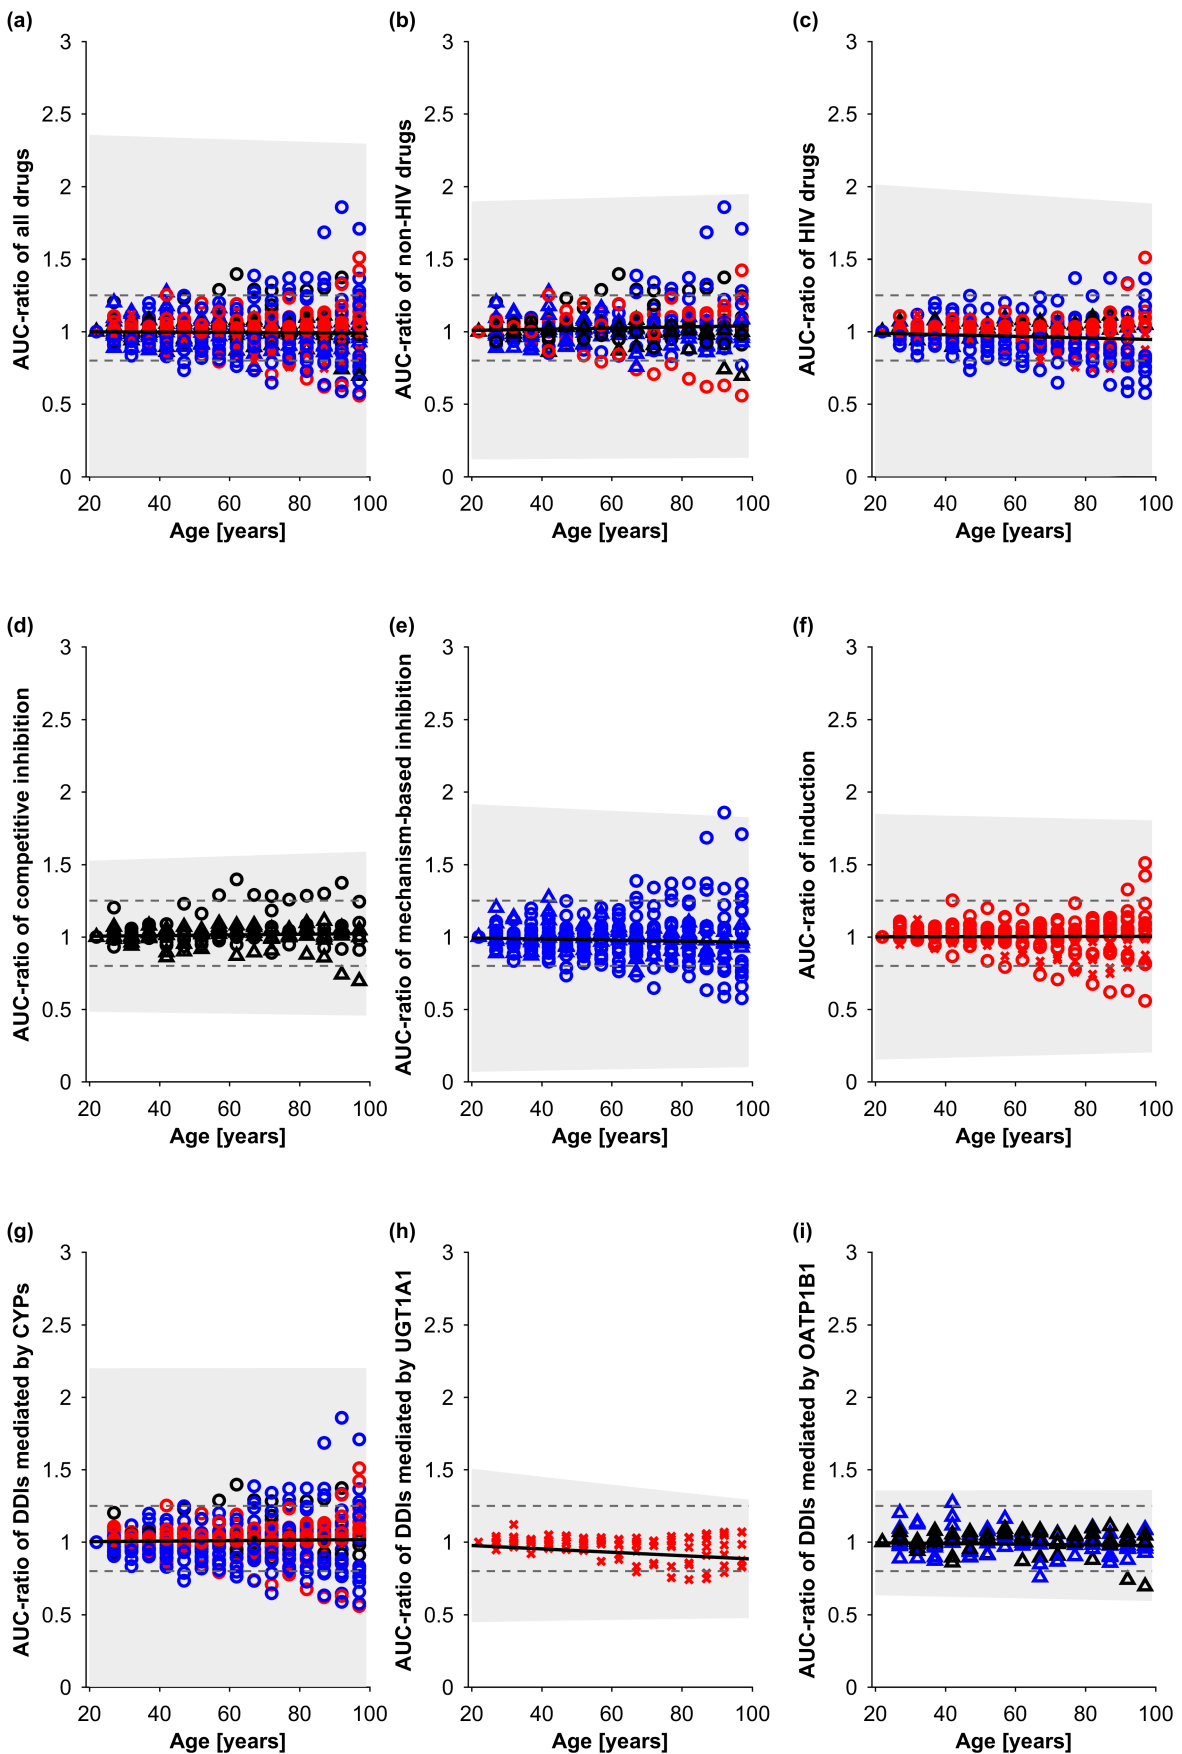 (a)
AUC-ratio of all drugs
3
2.5
2
1.5
1
0.5
0
20 40 60 80 100
Age [years]
(b)
AUC-ratio of non-HIV drugs
3
2.5
2
1.5
1
0.5
0
20 40 60 80 100
Age [years]
(c)
AUC-ratio of HIV drugs
3
2.5
2
1.5
1
0.5
0
20 40 60 80 100
Age [years]
(d)
AUC-ratio of competitive inhibition
3
2.5
2
1.5
1
0.5
0
20 40 60 80 100
Age [years]
(e)
AUC-ratio of mechanism-based inhibition
3
2.5
2
1.5
1
0.5
0
20 40 60 80 100
Age [years]
(f)
AUC-ratio of induction
3
2.5
2
1.5
1
0.5
0
20 40 60 80 100
Age [years]
(g)
AUC-ratio of DDIs mediated by CYPs
3
2.5
2
1.5
1
0.5
0
20 40 60 80 100
Age [years]
(h)
AUC-ratio of DDIs mediated by UGT1A1
3
2.5
2
1.5
1
0.5
0
20 40 60 80 100
Age [years]
(i)
AUC-ratio of DDIs mediated by OATP1B1
3
2.5
2
1.5
1
0.5
0
20 40 60 80 100
Age [years]